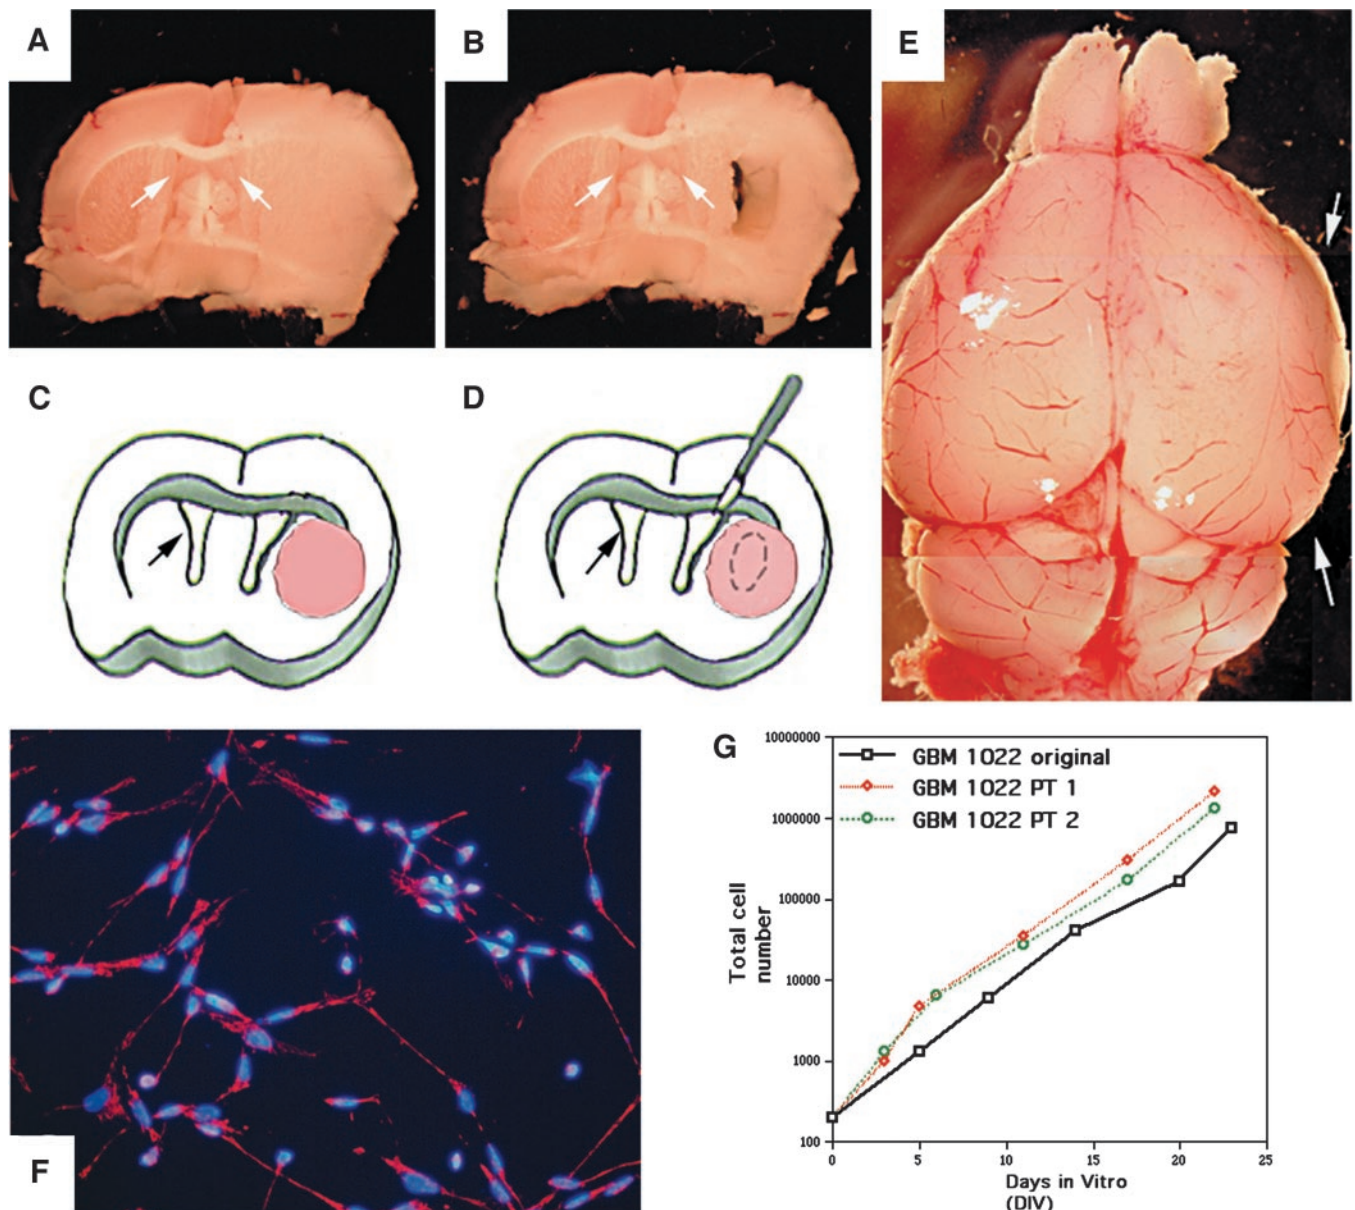 A
B
E
C
D
F
G
GBM 1022 original
GBM 1022 PT 1
GBM 1022 PT 2
10000000
1000000
100000
10000
1000
100
Total cell
number
0 5 10 15 20 25
Days in Vitro
(DIV)